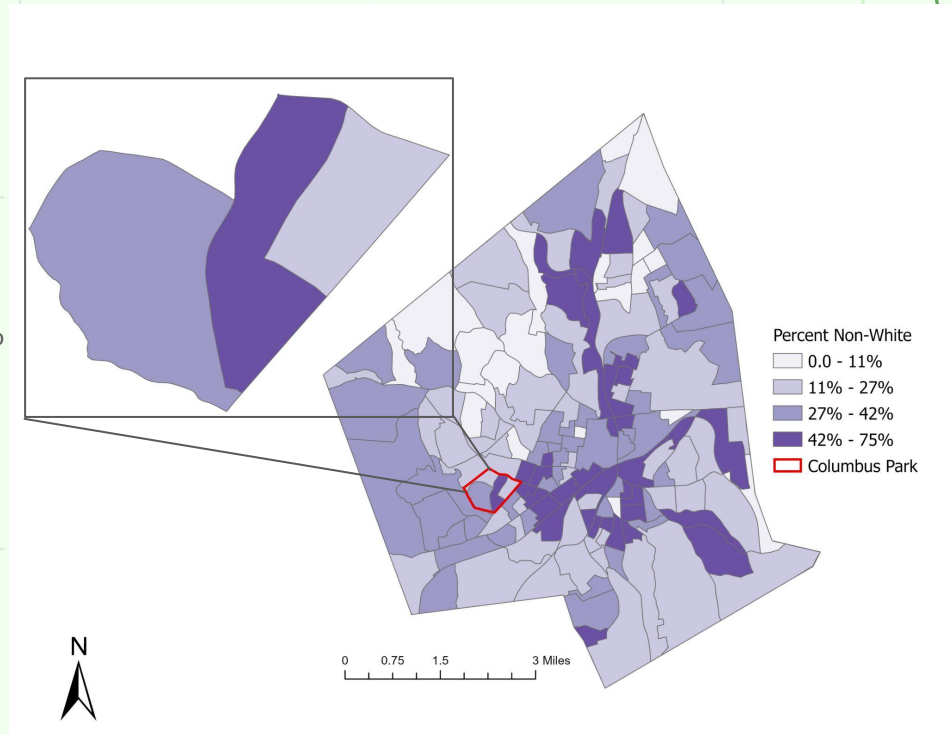 Percent Non-White
0.0 - 11%
11% - 27%
27% - 42%
42% - 75%
Columbus Park
N
0 0.75 1.5 3 Miles